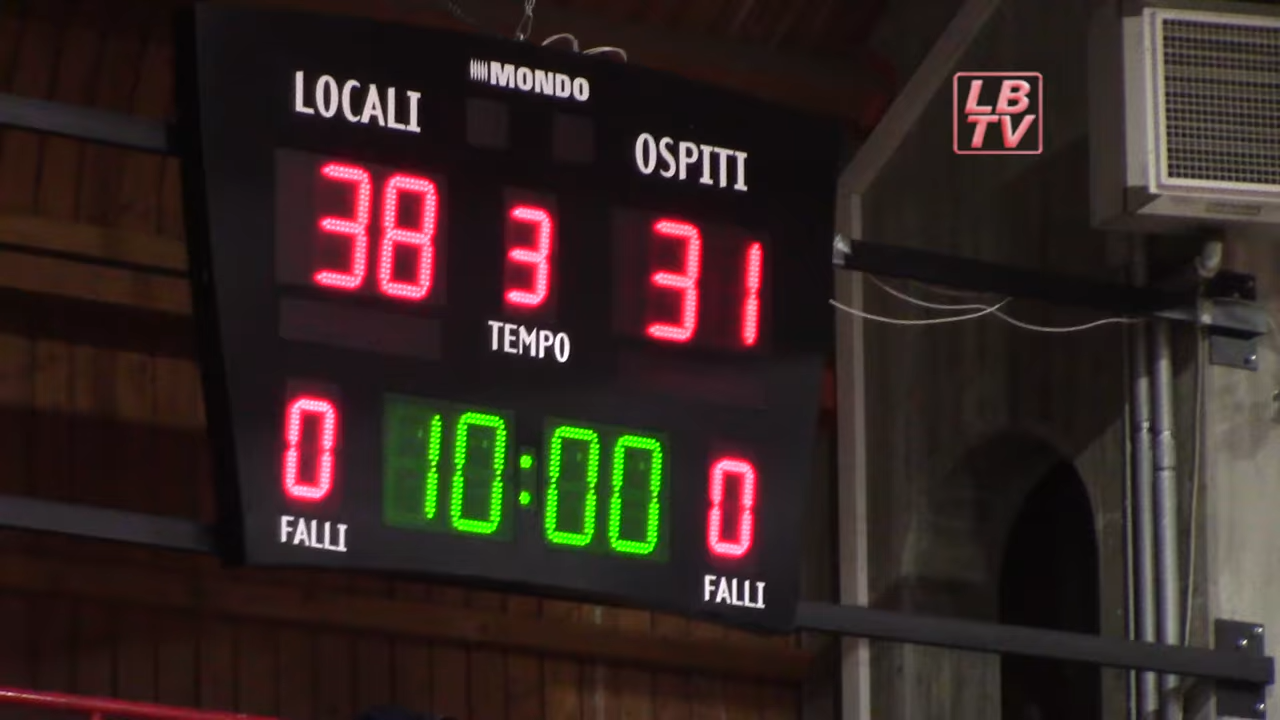 MONDO
LOCALI
OSPITI
38
3
31
TEMPO
0
10:00
0
FALLI
FALLI
LB
TV